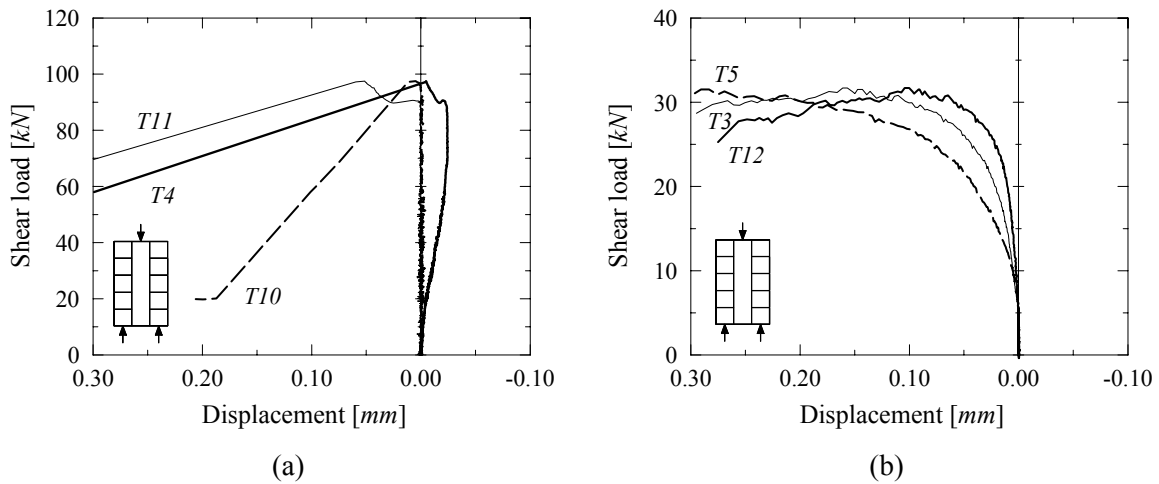 120
100
80
60
40
20
0
Shear load [kN]
T11
T4
T10
0.30
0.20
0.10
0.00
-0.10
Displacement [mm]
(a)
40
30
20
10
0
Shear load [kN]
T5
T3
T12
0.30
0.20
0.10
0.00
-0.10
Displacement [mm]
(b)